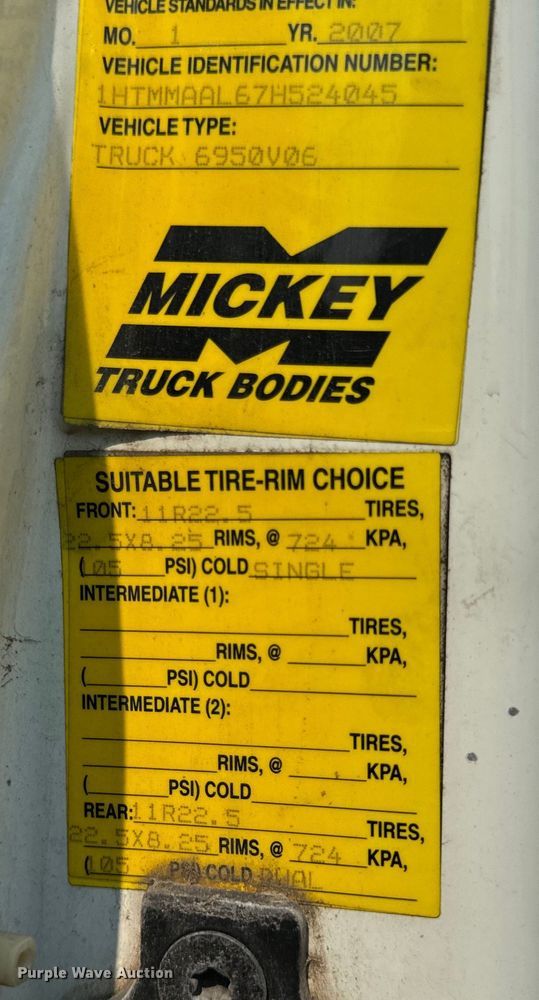 VEHICLE STANDARDS IN EFFECT IN:
MO. 1 YR. 2007
VEHICLE IDENTIFICATION NUMBER:
1HTMMAAL67H524045
VEHICLE TYPE:
TRUCK 6950V06
MICKEY
TRUCK BODIES
SUITABLE TIRE-RIM CHOICE
FRONT: 11R22.5 TIRES,
22.5X8.25 RIMS, @ 724 KPA,
(105 PSI) COLD SINGLE
INTERMEDIATE (1):
TIRES,
RIMS, @ KPA,
( PSI) COLD
INTERMEDIATE (2):
TIRES,
RIMS, @ KPA,
( PSI) COLD
REAR: 11R22.5 TIRES,
22.5X8.25 RIMS, @ 724 KPA,
(105 PSI) COLD DUAL
Purple Wave Auction